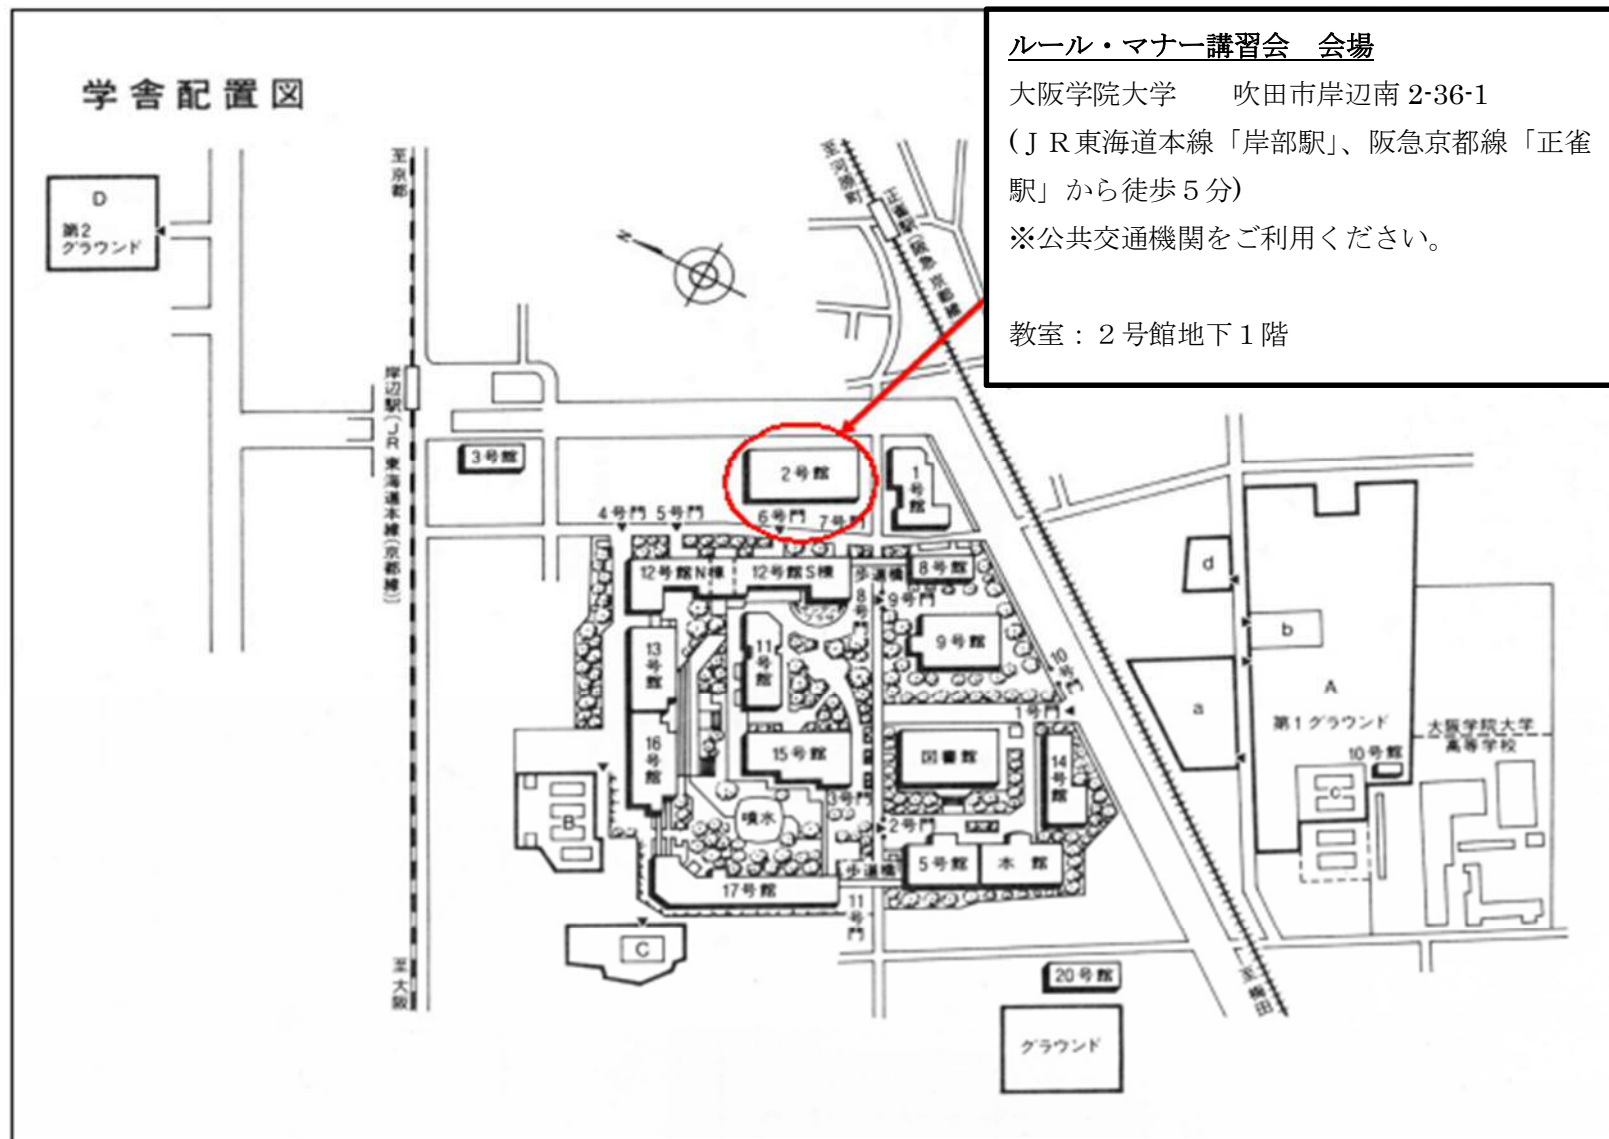 学舎配置図
ルール・マナー講習会　会場
大阪学院大学　　吹田市岸辺南 2-36-1
(ＪＲ東海道本線「岸部駅」、阪急京都線「正雀
駅」から徒歩５分)
※公共交通機関をご利用ください。
教室：２号館地下１階
至京都
至河原町
正雀駅(阪急京都線)
N
D
第2
グラウンド
岸辺駅(JR東海道本線(京都線))
3号館
2号館
1号館
4号門
5号門
6号門
7号門
12号館N棟
12号館S棟
歩道橋
8号館
8号門
9号門
9号館
10号門
13号館
11号館
1号門
16号館
15号館
図書館
14号館
3号門
2号門
噴水
B
5号館
本館
歩道橋
17号館
11号門
C
d
b
a
A
第1グラウンド
10号館
c
大阪学院大学
高等学校
20号館
グラウンド
至大阪
至梅田